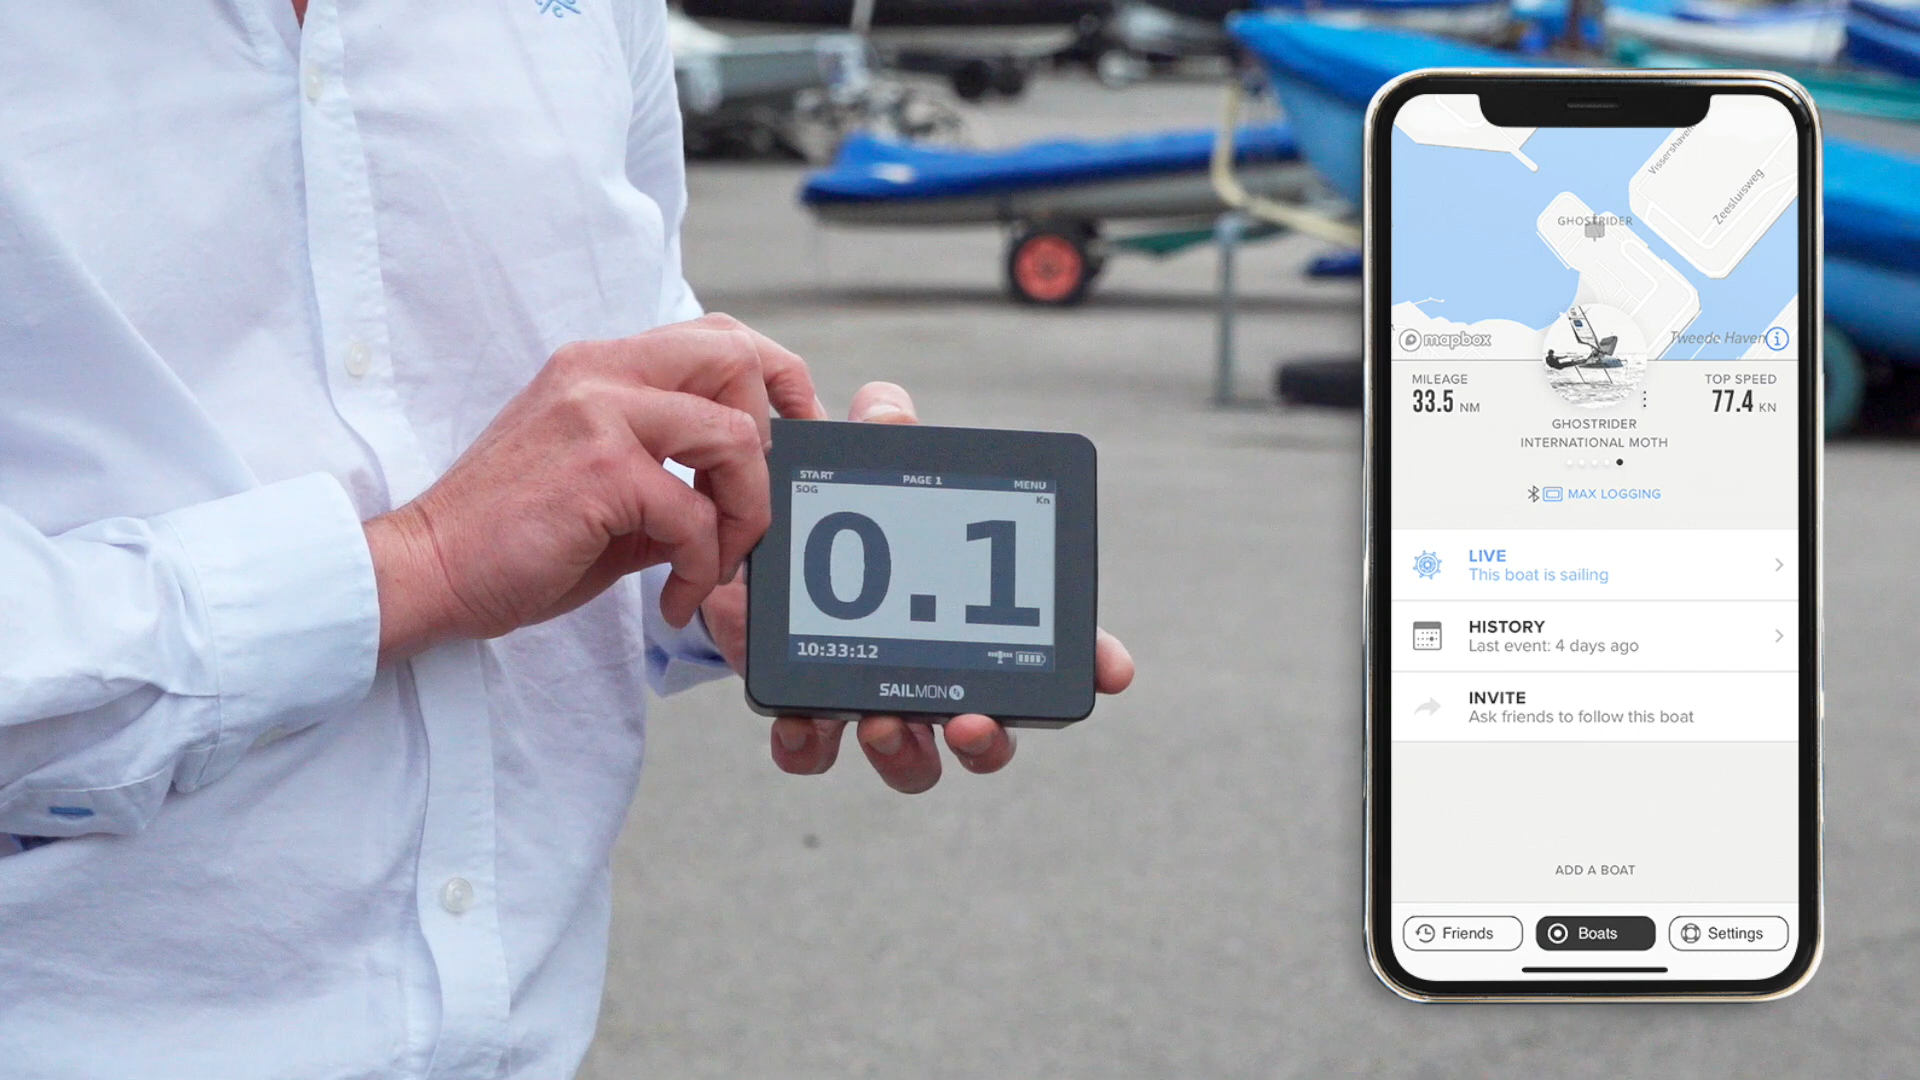 START PAGE 1 MENU
SOG Kn
0.1
10:33:12
SAILMON
Vissershaven
Zeesluisweg
GHOSTRIDER
mapbox
Tweede Haven
MILEAGE
33.5 NM
TOP SPEED
77.4 KN
GHOSTRIDER
INTERNATIONAL MOTH
MAX LOGGING
LIVE
This boat is sailing
HISTORY
Last event: 4 days ago
INVITE
Ask friends to follow this boat
ADD A BOAT
Friends
Boats
Settings